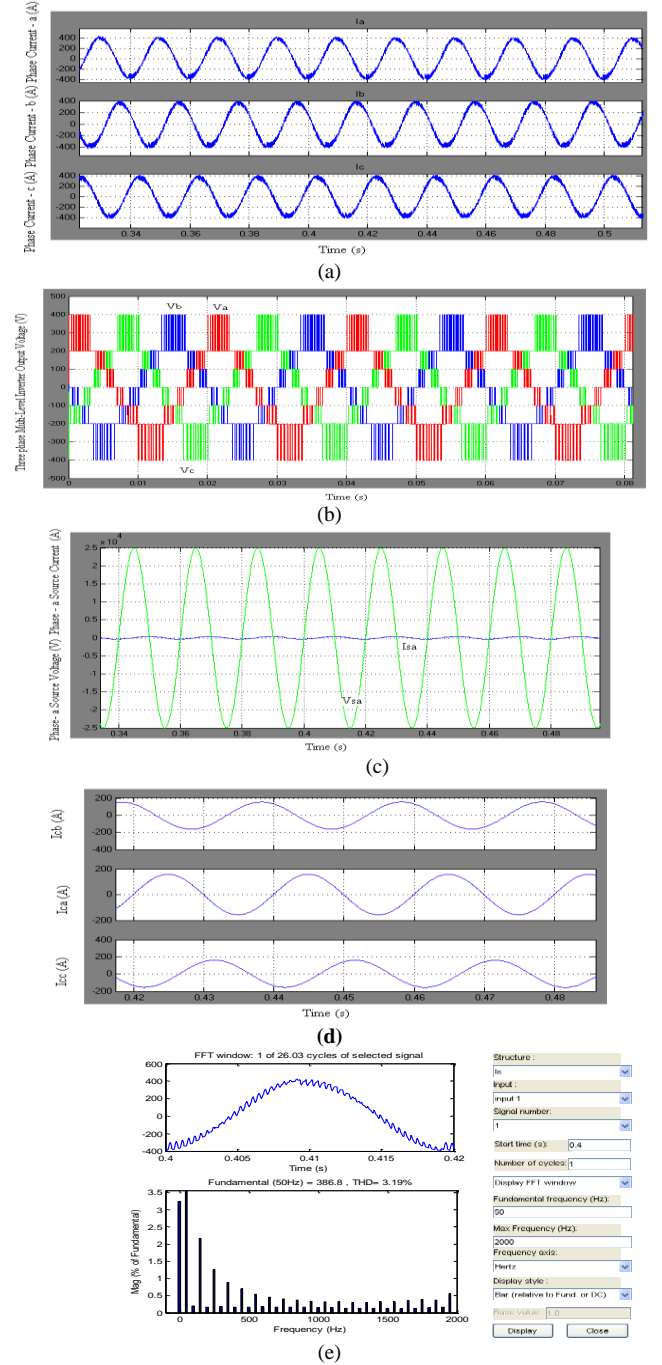 Ia
Phase Current - a (A)
400
200
0
-200
-400
Ib
Phase Current - b (A)
400
200
0
-200
-400
Ic
Phase Current - c (A)
400
200
0
-200
-400
0.34 0.36 0.38 0.4 0.42 0.44 0.46 0.48 0.5
Time (s)
(a)
Three phase Multi-Level Inverter Output Voltage (V)
500
400
300
200
100
0
-100
-200
-300
-400
-500
Vb Va
Vc
0 0.01 0.02 0.03 0.04 0.05 0.06 0.07 0.08
Time (s)
(b)
Phase- a Source Voltage (V) Phase - a Source Current (A)
x 10^4
2.5
2
1.5
1
0.5
0
-0.5
-1
-1.5
-2
-2.5
Isa
Vsa
0.34 0.36 0.38 0.4 0.42 0.44 0.46 0.48
Time (s)
(c)
Icb (A)
200
0
-200
-400
Ica (A)
200
0
-200
Icc (A)
400
200
0
-200
0.42 0.43 0.44 0.45 0.46 0.47 0.48
Time (s)
(d)
FFT window: 1 of 26.03 cycles of selected signal
600
400
200
0
-200
-400
0.4 0.405 0.41 0.415 0.42
Time (s)
Fundamental (50Hz) = 386.8 , THD= 3.19%
Mag (% of Fundamental)
3.5
3
2.5
2
1.5
1
0.5
0
0 500 1000 1500 2000
Frequency (Hz)
Structure :
Is
Input :
input 1
Signal number:
1
Start time (s): 0.4
Number of cycles: 1
Display FFT window
Fundamental frequency (Hz):
50
Max Frequency (Hz):
2000
Frequency axis:
Hertz
Display style :
Bar (relative to Fund. or DC)
Base value: 1.0
Display Close
(e)